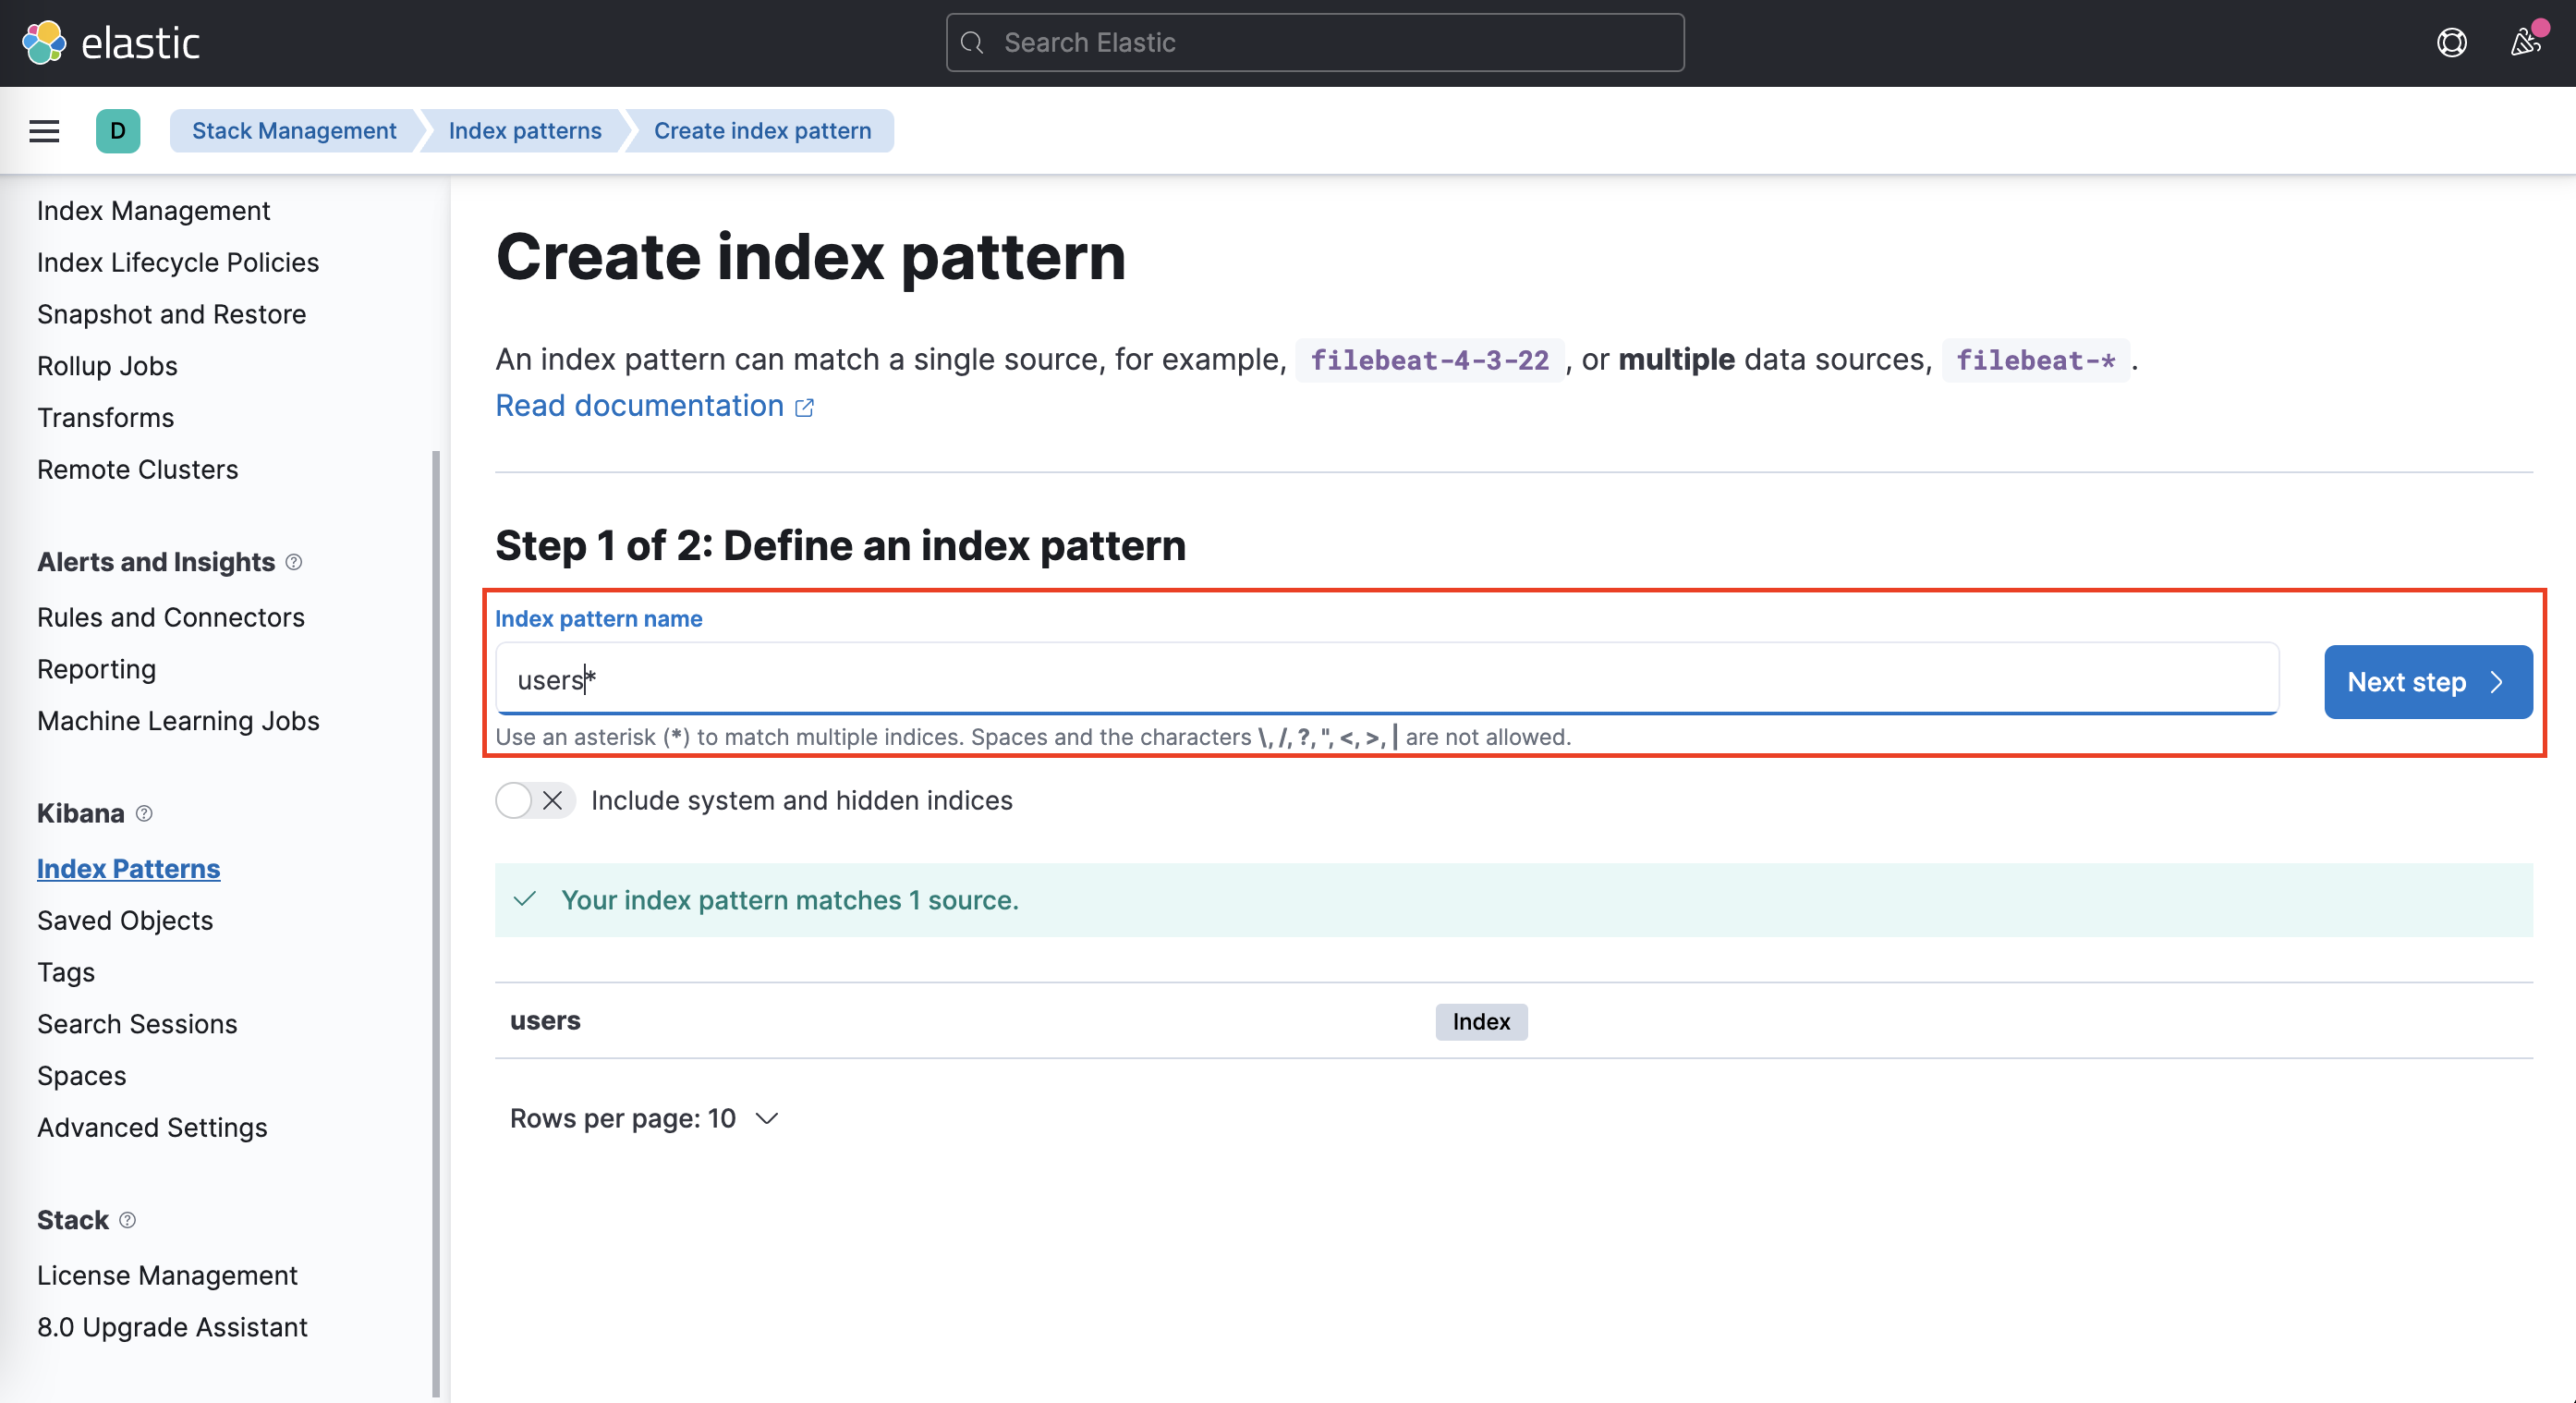 elastic
Search Elastic
D
Stack Management
Index patterns
Create index pattern
Index Management
Index Lifecycle Policies
Snapshot and Restore
Rollup Jobs
Transforms
Remote Clusters
Alerts and Insights
Rules and Connectors
Reporting
Machine Learning Jobs
Kibana
Index Patterns
Saved Objects
Tags
Search Sessions
Spaces
Advanced Settings
Stack
License Management
8.0 Upgrade Assistant
Create index pattern
An index pattern can match a single source, for example, filebeat-4-3-22, or multiple data sources, filebeat-*.
Read documentation
Step 1 of 2: Define an index pattern
Index pattern name
users*
Next step
Use an asterisk (*) to match multiple indices. Spaces and the characters \, /, ?, ", <, >, | are not allowed.
Include system and hidden indices
Your index pattern matches 1 source.
users
Index
Rows per page: 10